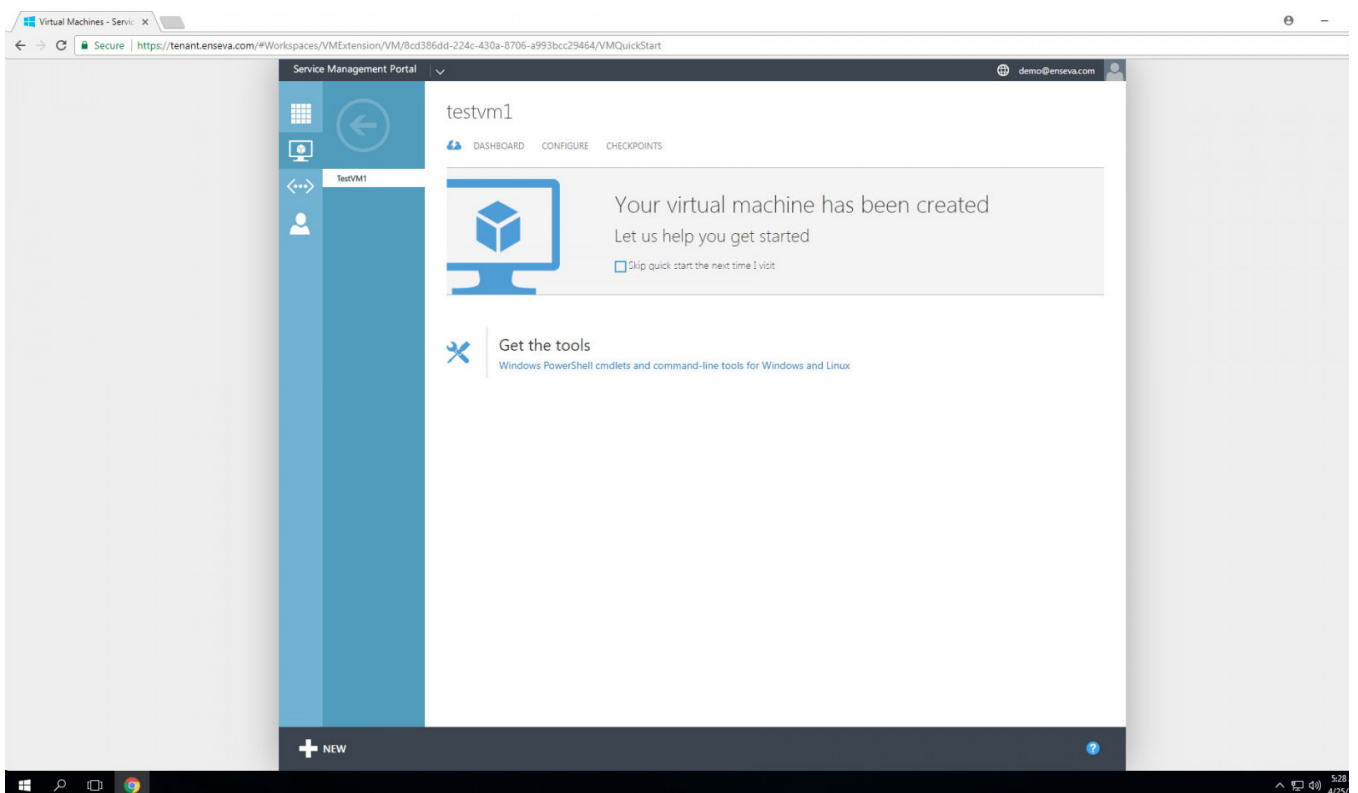 Virtual Machines - Servic
Secure | https://tenant.enseva.com/#Workspaces/VMExtension/VM/8cd386dd-224c-430a-8706-a993bcc29464/VMQuickStart
Service Management Portal
demo@enseva.com
TestVM1
testvm1
DASHBOARD CONFIGURE CHECKPOINTS
Your virtual machine has been created
Let us help you get started
Skip quick start the next time I visit
Get the tools
Windows PowerShell cmdlets and command-line tools for Windows and Linux
NEW
?
5:28
4/25/